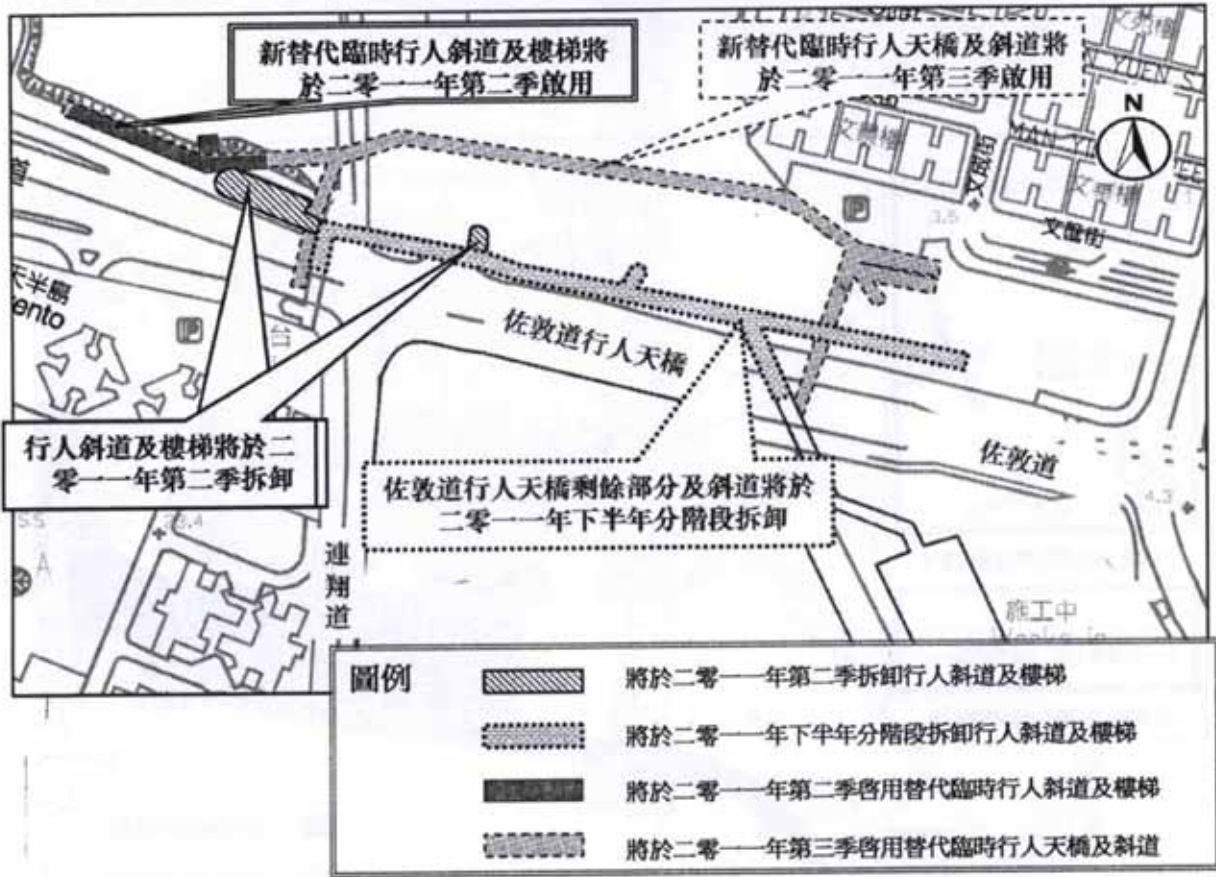 新替代臨時行人斜道及樓梯將
於二零一一年第二季啟用
新替代臨時行人天橋及斜道將
於二零一一年第三季啟用
N
文蔚街
文匯街
P
3.5
P
天半島
ento
佐敦道行人天橋
佐敦道
行人斜道及樓梯將於二
零一一年第二季拆卸
佐敦道行人天橋剩餘部分及斜道將於
二零一一年下半年分階段拆卸
4.3
A
連翔道
施工中
圖例
將於二零一一年第二季拆卸行人斜道及樓梯
將於二零一一年下半年分階段拆卸行人斜道及樓梯
將於二零一一年第二季啓用替代臨時行人斜道及樓梯
將於二零一一年第三季啓用替代臨時行人天橋及斜道